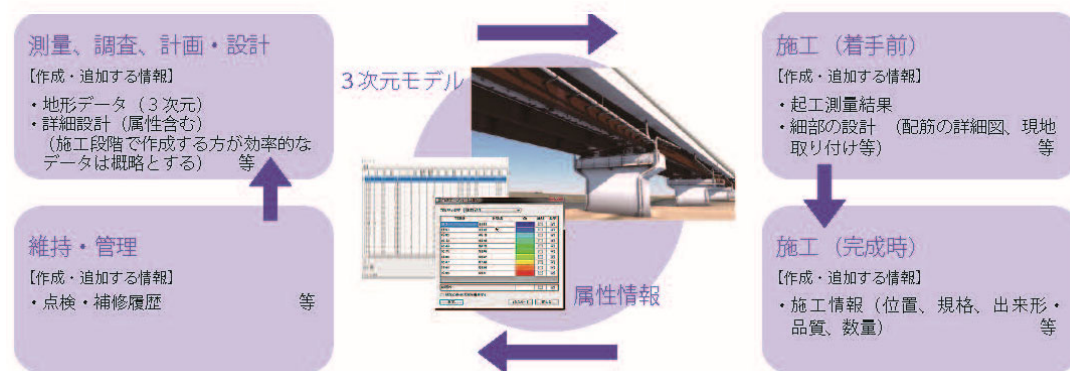 測量、調査、計画・設計
【作成・追加する情報】
・地形データ（３次元）
・詳細設計（属性含む）
（施工段階で作成する方が効率的な
データは概略とする）　等
３次元モデル
属性情報
施工（着手前）
【作成・追加する情報】
・起工測量結果
・細部の設計　（配筋の詳細図、現地
取り付け等）　等
維持・管理
【作成・追加する情報】
・点検・補修履歴　等
施工（完成時）
【作成・追加する情報】
・施工情報（位置、規格、出来形・
品質、数量）　等